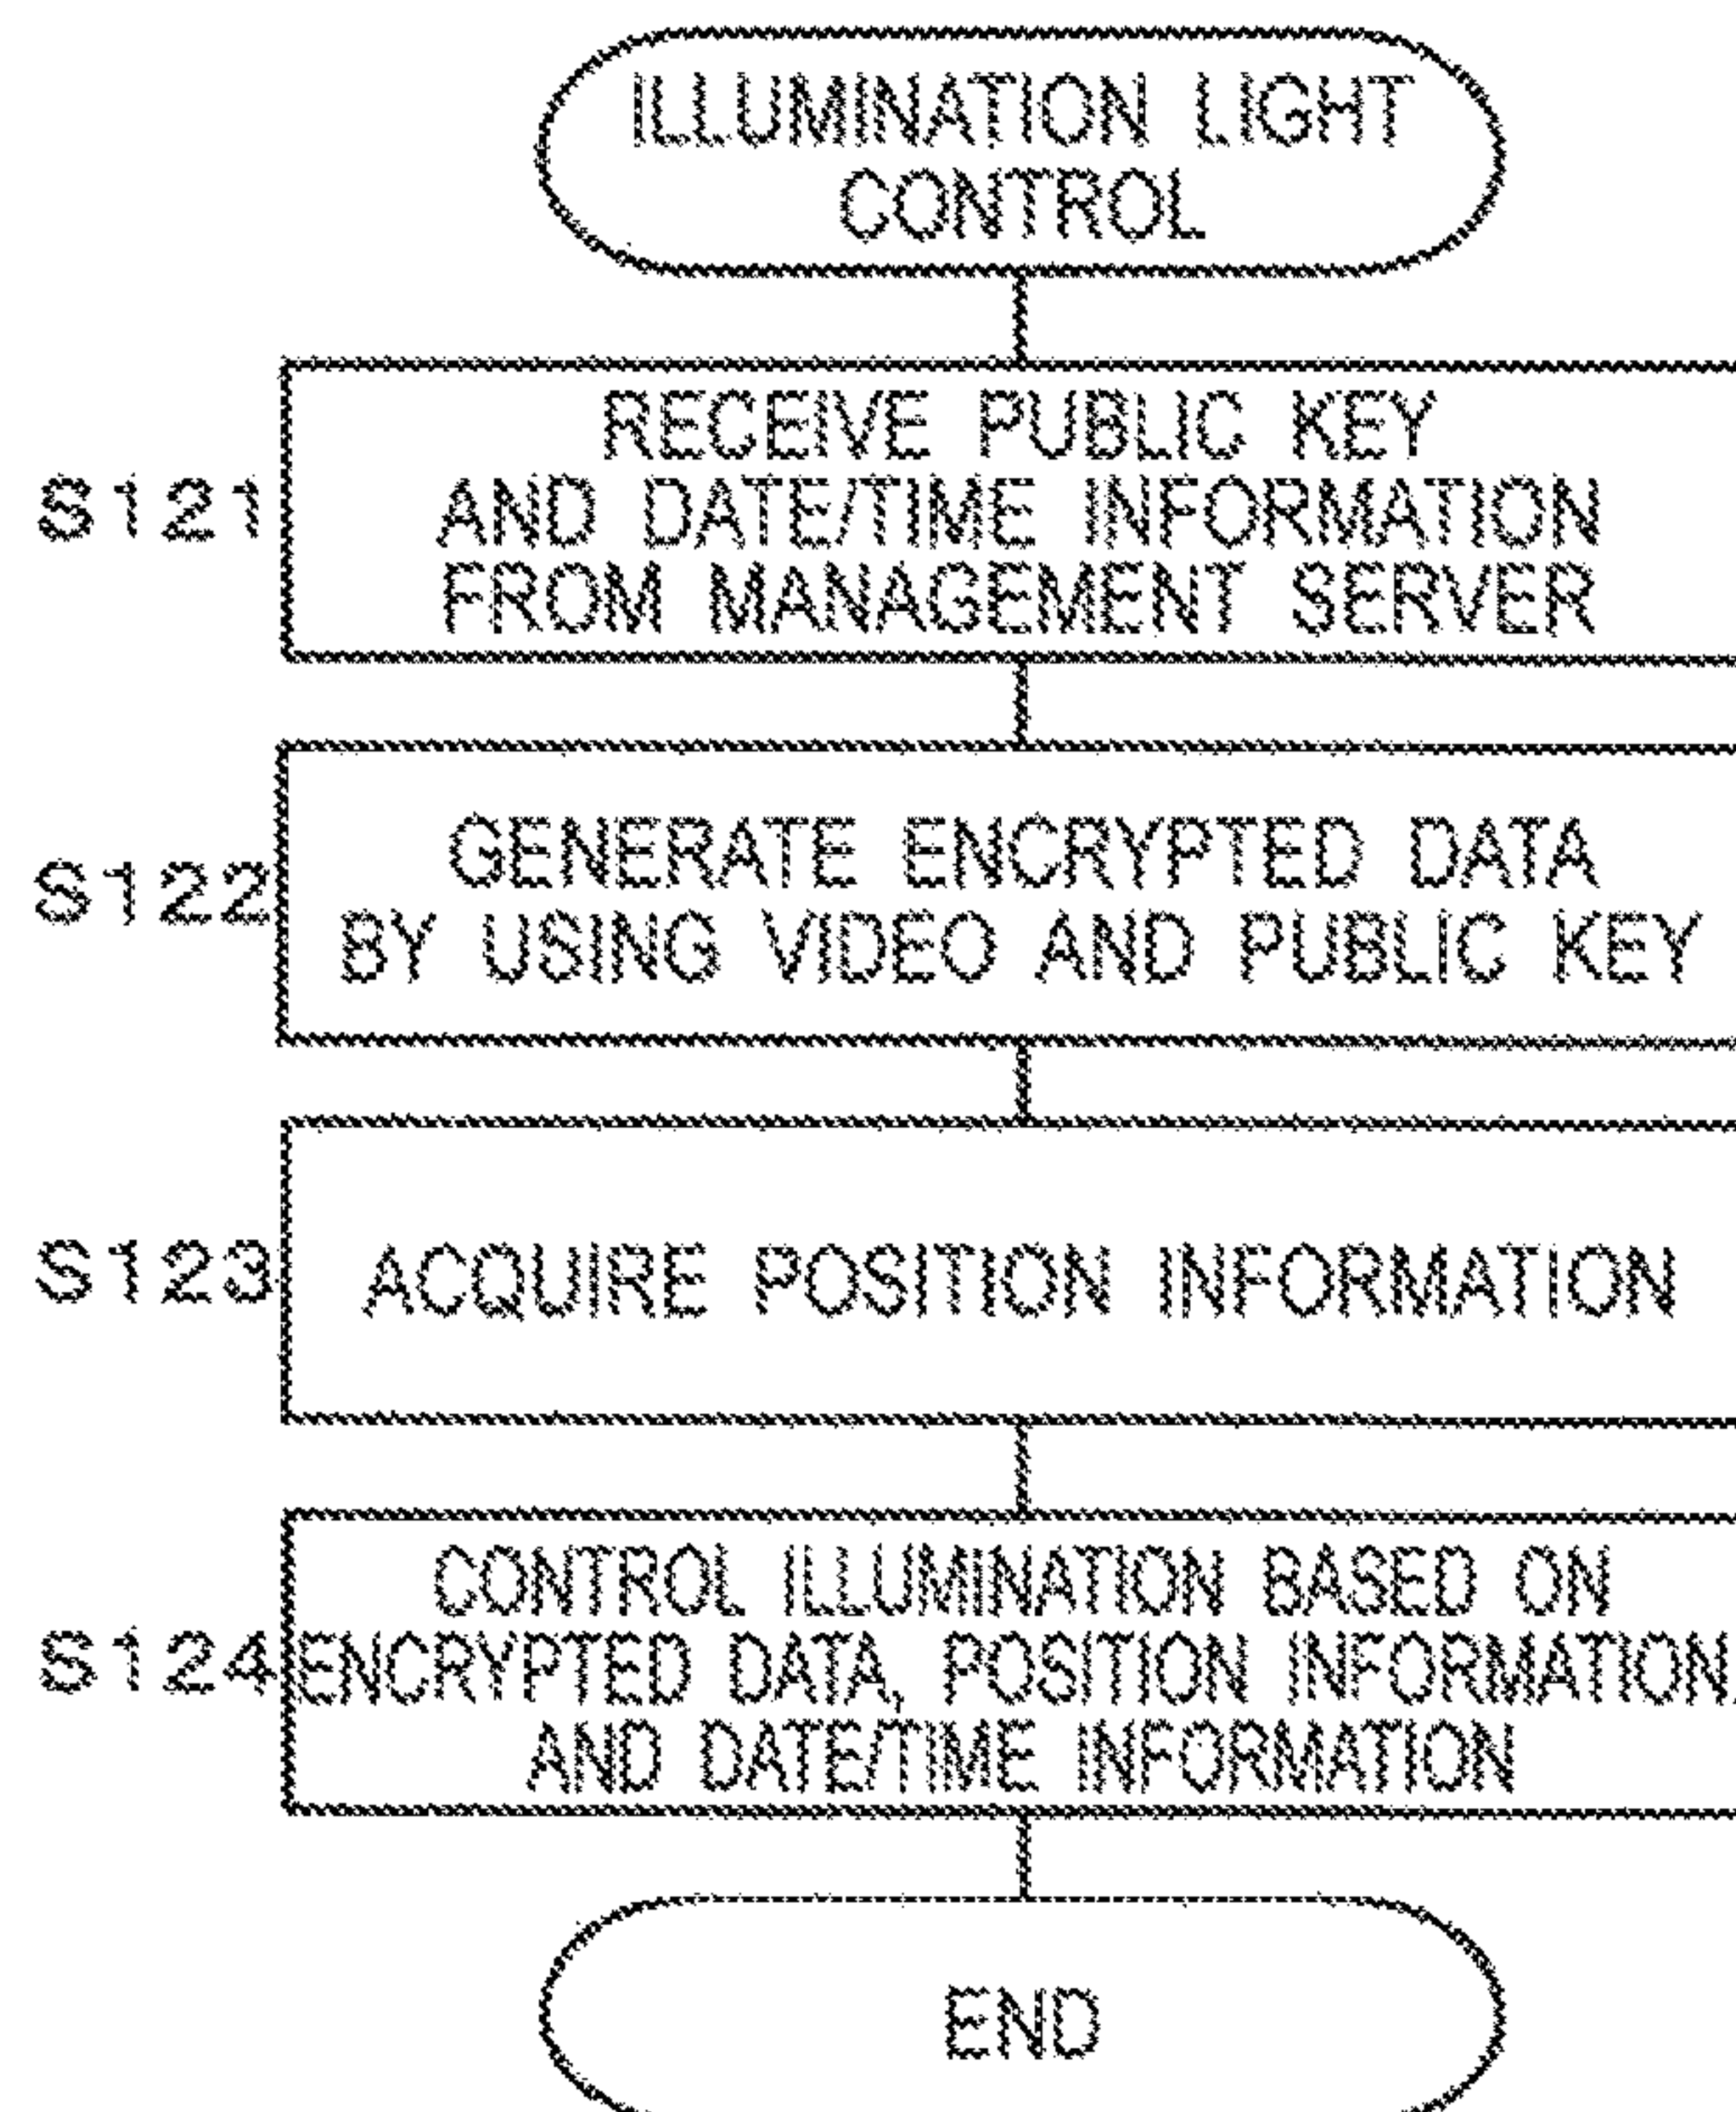 ILLUMINATION LIGHT
CONTROL
S121
RECEIVE PUBLIC KEY
AND DATE/TIME INFORMATION
FROM MANAGEMENT SERVER
S122
GENERATE ENCRYPTED DATA
BY USING VIDEO AND PUBLIC KEY
S123
ACQUIRE POSITION INFORMATION
S124
CONTROL ILLUMINATION BASED ON
ENCRYPTED DATA, POSITION INFORMATION,
AND DATE/TIME INFORMATION
END